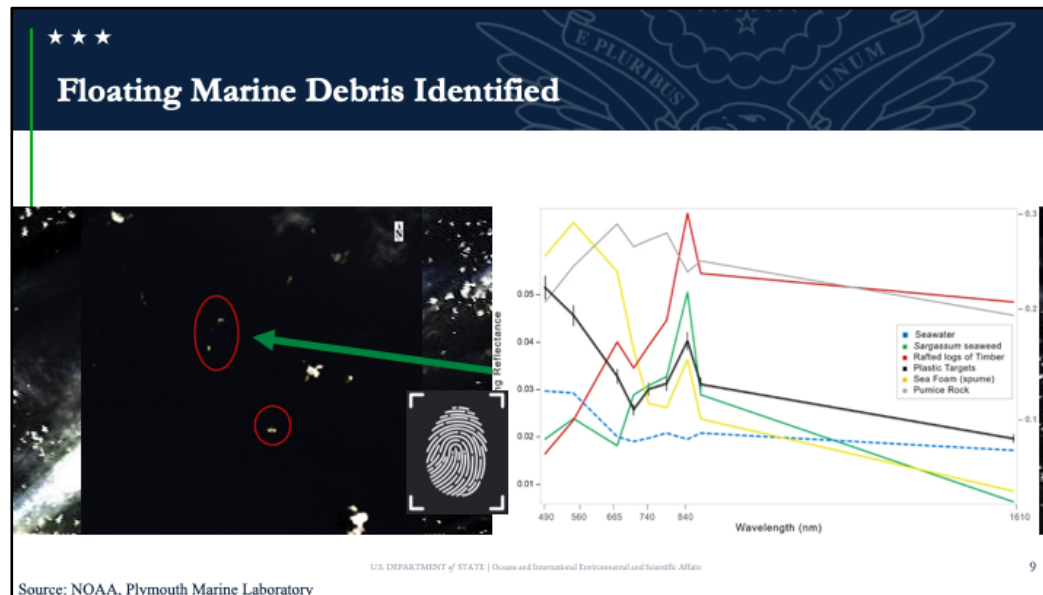 ★ ★ ★
E PLURIBUS UNUM
Floating Marine Debris Identified
N
0.3
0.2
0.1
0.05
0.04
0.03
0.02
0.01
Reflectance
Seawater
Sargassum seaweed
Rafted logs of Timber
Plastic Targets
Sea Foam (spume)
Pumice Rock
490 560 665 740 840 1610
Wavelength (nm)
U.S. DEPARTMENT of STATE | Oceans and International Environmental and Scientific Affairs
9
Source: NOAA, Plymouth Marine Laboratory